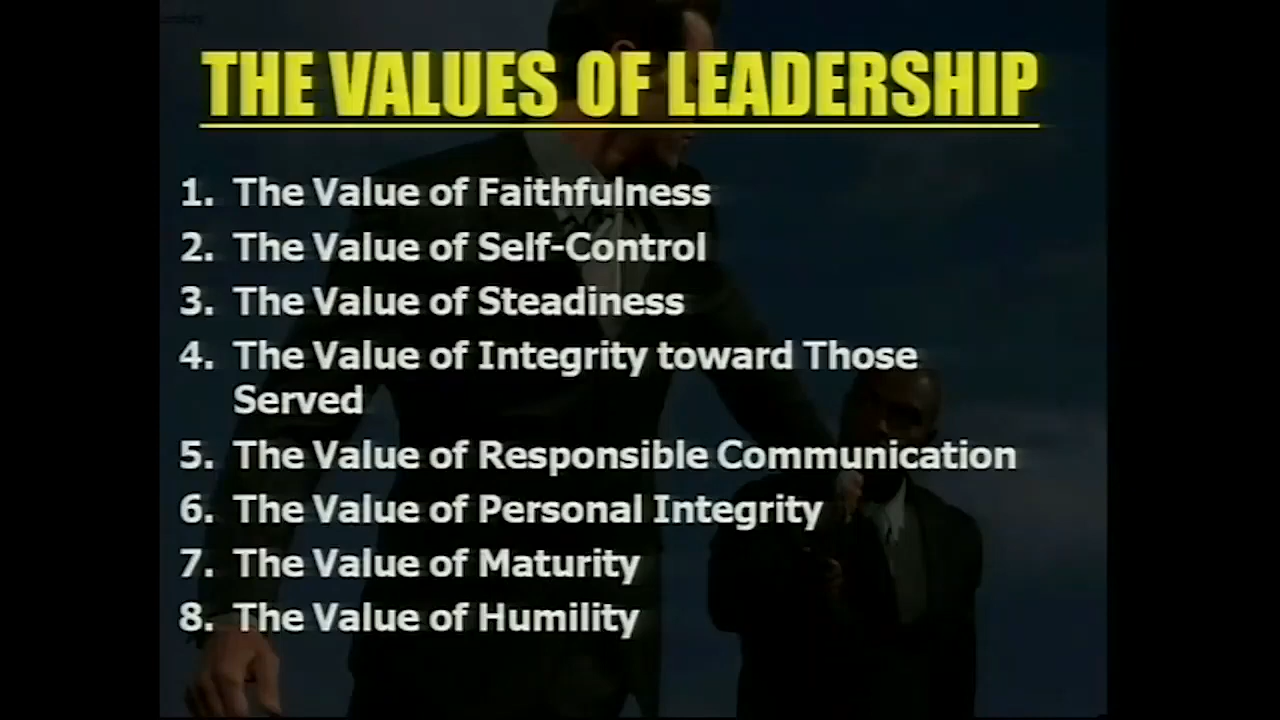 THE VALUES OF LEADERSHIP
1. The Value of Faithfulness
2. The Value of Self-Control
3. The Value of Steadiness
4. The Value of Integrity toward Those
Served
5. The Value of Responsible Communication
6. The Value of Personal Integrity
7. The Value of Maturity
8. The Value of Humility